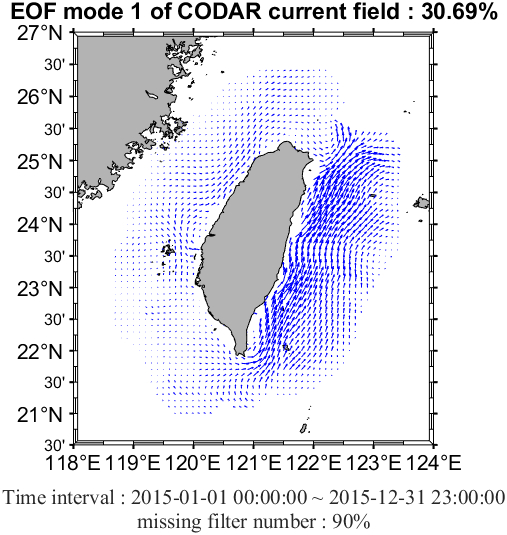 EOF mode 1 of CODAR current field : 30.69%
27°N
30'
26°N
30'
25°N
30'
24°N
30'
23°N
30'
22°N
30'
21°N
30'
118°E 119°E 120°E 121°E 122°E 123°E 124°E
Time interval : 2015-01-01 00:00:00 ~ 2015-12-31 23:00:00
missing filter number : 90%